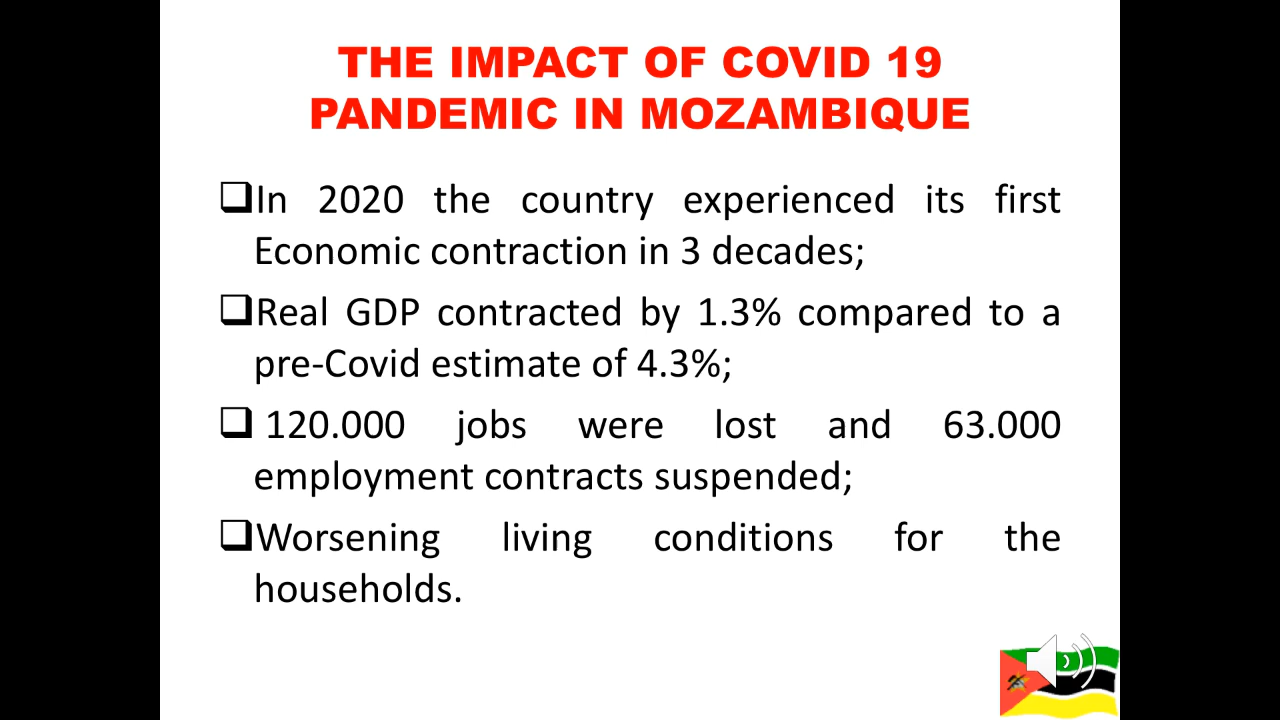 THE IMPACT OF COVID 19
PANDEMIC IN MOZAMBIQUE
In 2020 the country experienced its first
Economic contraction in 3 decades;
Real GDP contracted by 1.3% compared to a
pre-Covid estimate of 4.3%;
120.000 jobs were lost and 63.000
employment contracts suspended;
Worsening living conditions for the
households.